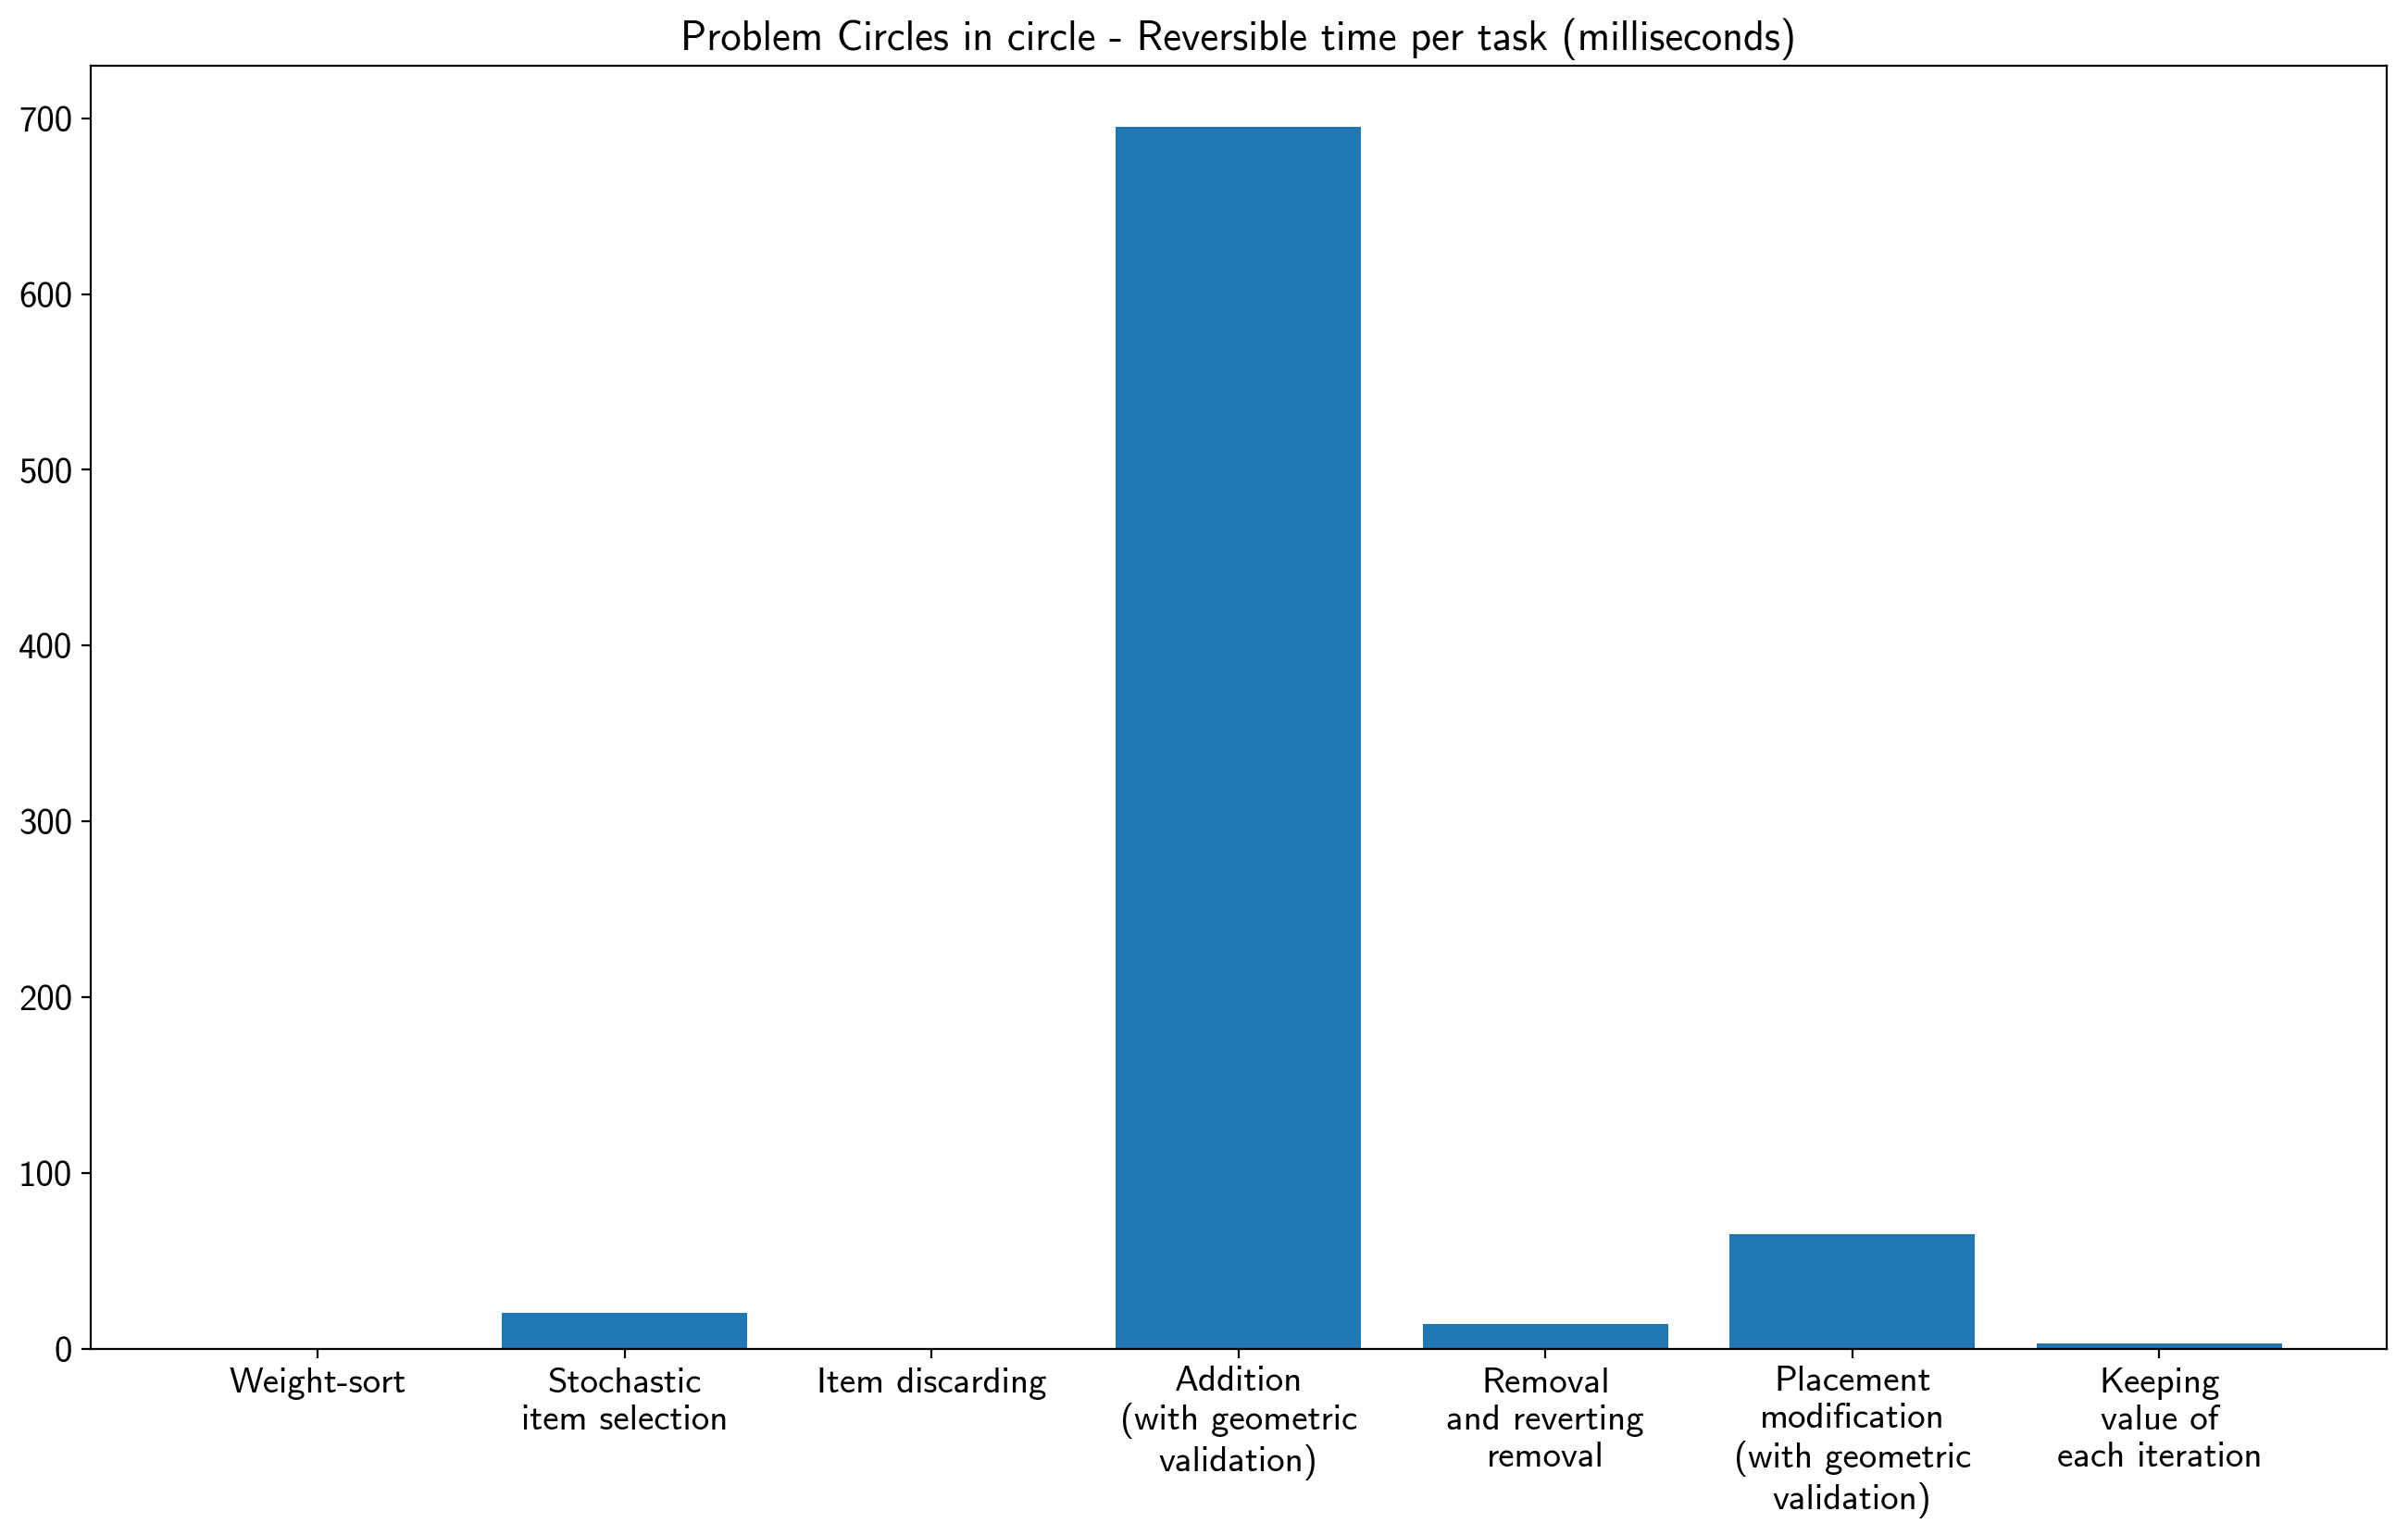 Problem Circles in circle - Reversible time per task (milliseconds)
700
600
500
400
300
200
100
0
Weight-sort
Stochastic
item selection
Item discarding
Addition
(with geometric
validation)
Removal
and reverting
removal
Placement
modification
(with geometric
validation)
Keeping
value of
each iteration